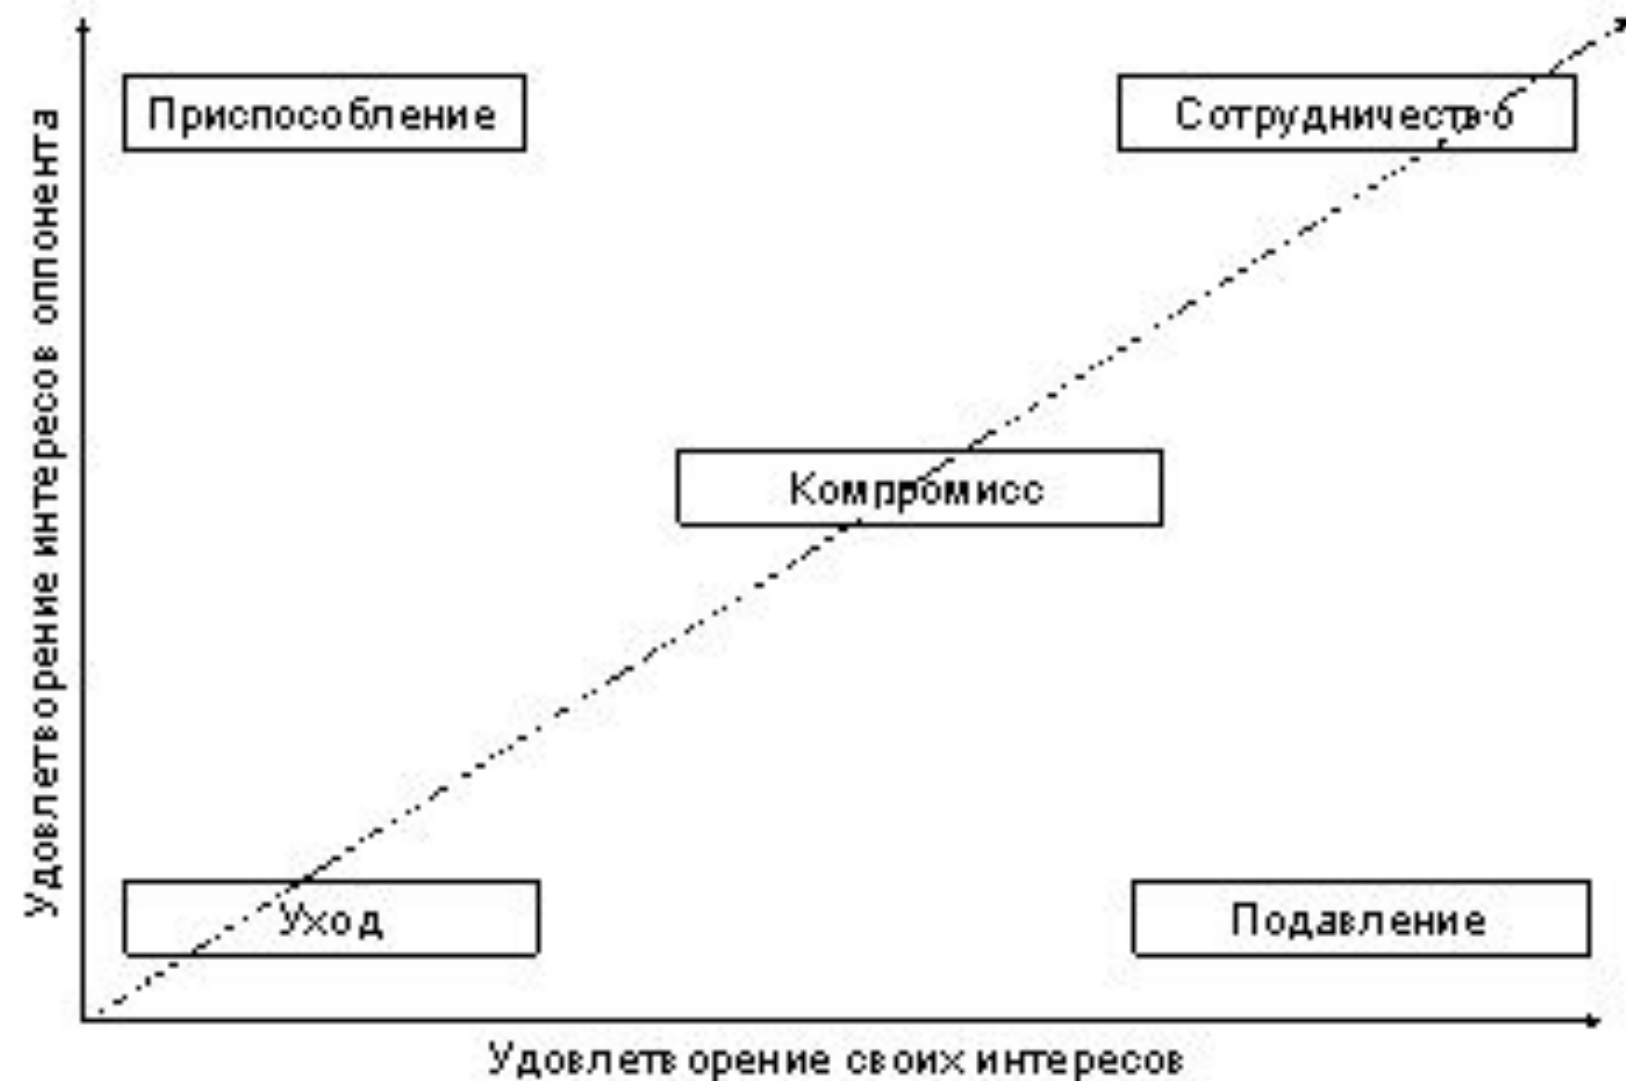 Приспособление
Сотрудничество
Удовлетворение интересов оппонента
Компромисс
Уход
Подавление
Удовлетворение своих интересов